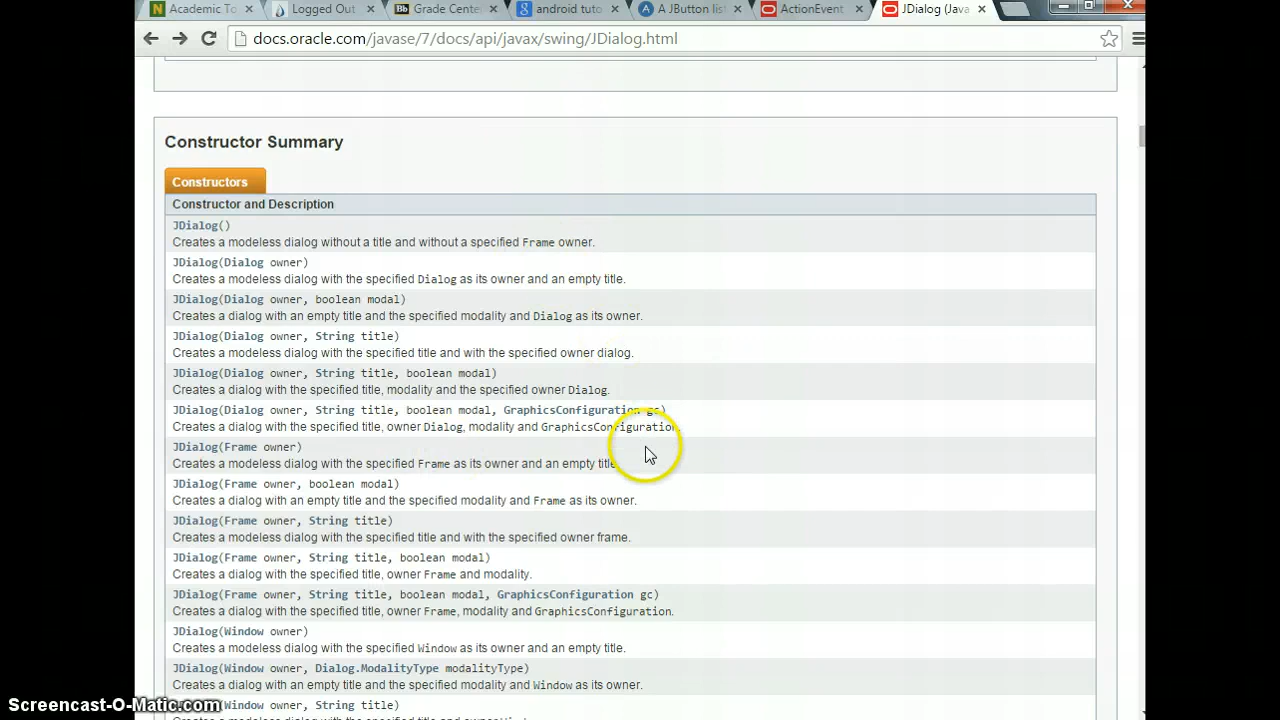 Academic To
Logged Out
Grade Center
android tuto
A JButton list
ActionEvent
JDialog (Java
docs.oracle.com/javase/7/docs/api/javax/swing/JDialog.html
Constructor Summary
Constructors
Constructor and Description
JDialog()
Creates a modeless dialog without a title and without a specified Frame owner.
JDialog(Dialog owner)
Creates a modeless dialog with the specified Dialog as its owner and an empty title.
JDialog(Dialog owner, boolean modal)
Creates a dialog with an empty title and the specified modality and Dialog as its owner.
JDialog(Dialog owner, String title)
Creates a modeless dialog with the specified title and with the specified owner dialog.
JDialog(Dialog owner, String title, boolean modal)
Creates a dialog with the specified title, modality and the specified owner Dialog.
JDialog(Dialog owner, String title, boolean modal, GraphicsConfiguration gc)
Creates a dialog with the specified title, owner Dialog, modality and GraphicsConfiguration.
JDialog(Frame owner)
Creates a modeless dialog with the specified Frame as its owner and an empty title
JDialog(Frame owner, boolean modal)
Creates a dialog with an empty title and the specified modality and Frame as its owner.
JDialog(Frame owner, String title)
Creates a modeless dialog with the specified title and with the specified owner frame.
JDialog(Frame owner, String title, boolean modal)
Creates a dialog with the specified title, owner Frame and modality.
JDialog(Frame owner, String title, boolean modal, GraphicsConfiguration gc)
Creates a dialog with the specified title, owner Frame, modality and GraphicsConfiguration.
JDialog(Window owner)
Creates a modeless dialog with the specified Window as its owner and an empty title.
JDialog(Window owner, Dialog.ModalityType modalityType)
Creates a dialog with an empty title and the specified modality and Window as its owner.
Window owner, String title)
Screencast-O-Matic.com